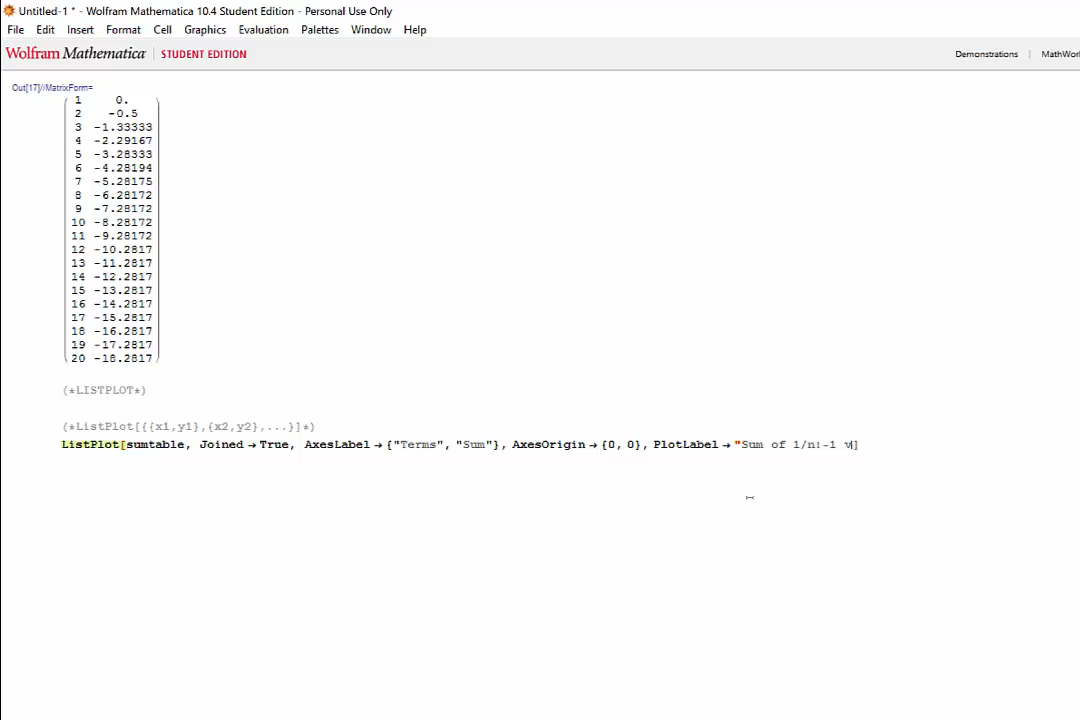 Untitled-1 * - Wolfram Mathematica 10.4 Student Edition - Personal Use Only
File Edit Insert Format Cell Graphics Evaluation Palettes Window Help
Wolfram Mathematica | STUDENT EDITION Demonstrations | MathWor
Out[17]//MatrixForm=
1 0.
2 -0.5
3 -1.33333
4 -2.29167
5 -3.28333
6 -4.28194
7 -5.28175
8 -6.28172
9 -7.28172
10 -8.28172
11 -9.28172
12 -10.2817
13 -11.2817
14 -12.2817
15 -13.2817
16 -14.2817
17 -15.2817
18 -16.2817
19 -17.2817
20 -18.2817
(*LISTPLOT*)
(*ListPlot[{{x1,y1},{x2,y2},...}]*)
ListPlot[sumtable, Joined → True, AxesLabel → {"Terms", "Sum"}, AxesOrigin → {0, 0}, PlotLabel → "Sum of 1/n!-1 v]